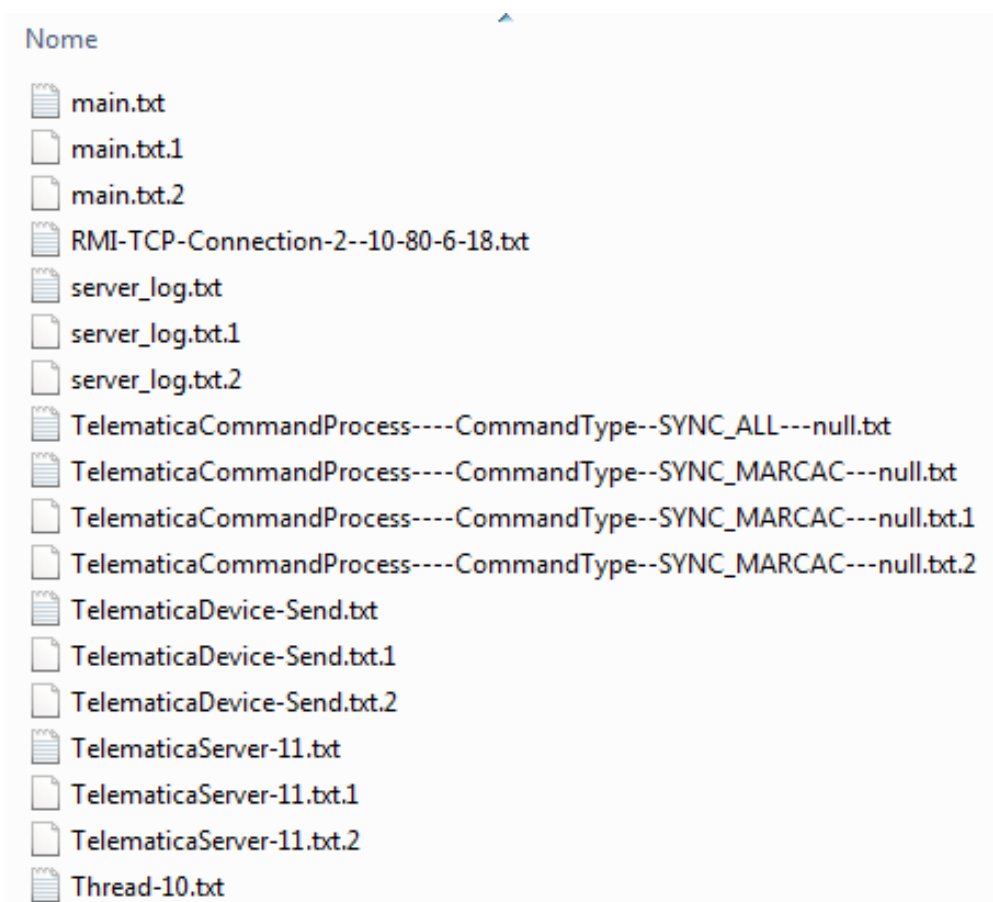 Nome
main.txt
main.txt.1
main.txt.2
RMI-TCP-Connection-2--10-80-6-18.txt
server_log.txt
server_log.txt.1
server_log.txt.2
TelematicaCommandProcess----CommandType--SYNC_ALL---null.txt
TelematicaCommandProcess----CommandType--SYNC_MARCAC---null.txt
TelematicaCommandProcess----CommandType--SYNC_MARCAC---null.txt.1
TelematicaCommandProcess----CommandType--SYNC_MARCAC---null.txt.2
TelematicaDevice-Send.txt
TelematicaDevice-Send.txt.1
TelematicaDevice-Send.txt.2
TelematicaServer-11.txt
TelematicaServer-11.txt.1
TelematicaServer-11.txt.2
Thread-10.txt